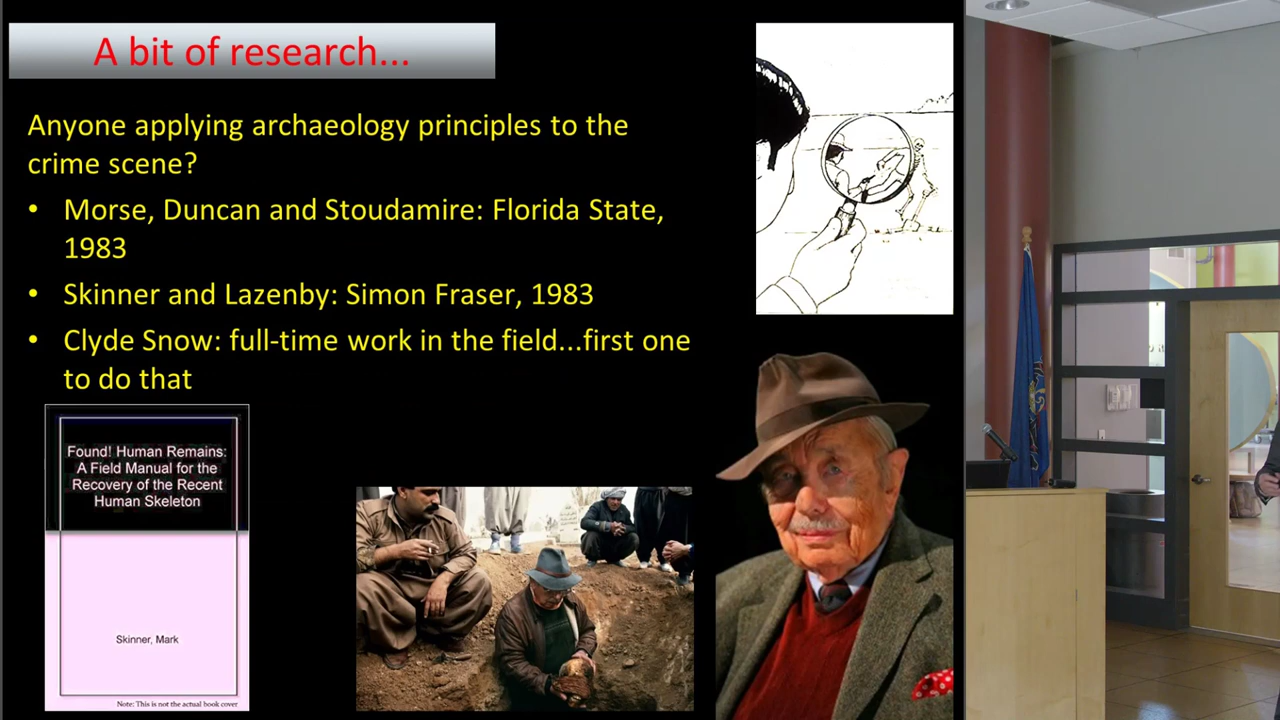 A bit of research...
Anyone applying archaeology principles to the
crime scene?
• Morse, Duncan and Stoudamire: Florida State,
1983
• Skinner and Lazenby: Simon Fraser, 1983
• Clyde Snow: full-time work in the field...first one
to do that
Found! Human Remains:
A Field Manual for the
Recovery of the Recent
Human Skeleton
Skinner, Mark
Note: This is not the actual book cover